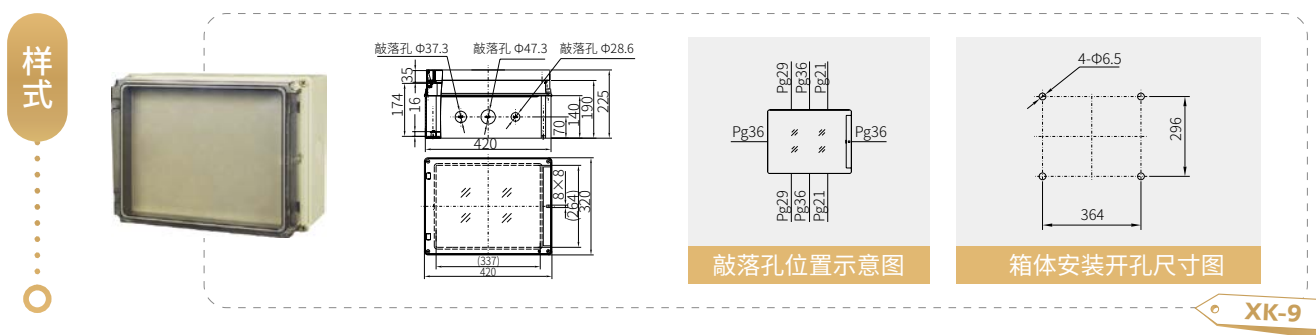 样式
敲落孔 Φ37.3
敲落孔 Φ47.3
敲落孔 Φ28.6
35
174
16
70
140
190
225
420
8×8
(264)
320
(337)
420
Pg29
Pg36
Pg21
Pg36
Pg36
Pg29
Pg36
Pg21
敲落孔位置示意图
4-Φ6.5
296
364
箱体安装开孔尺寸图
XK-9